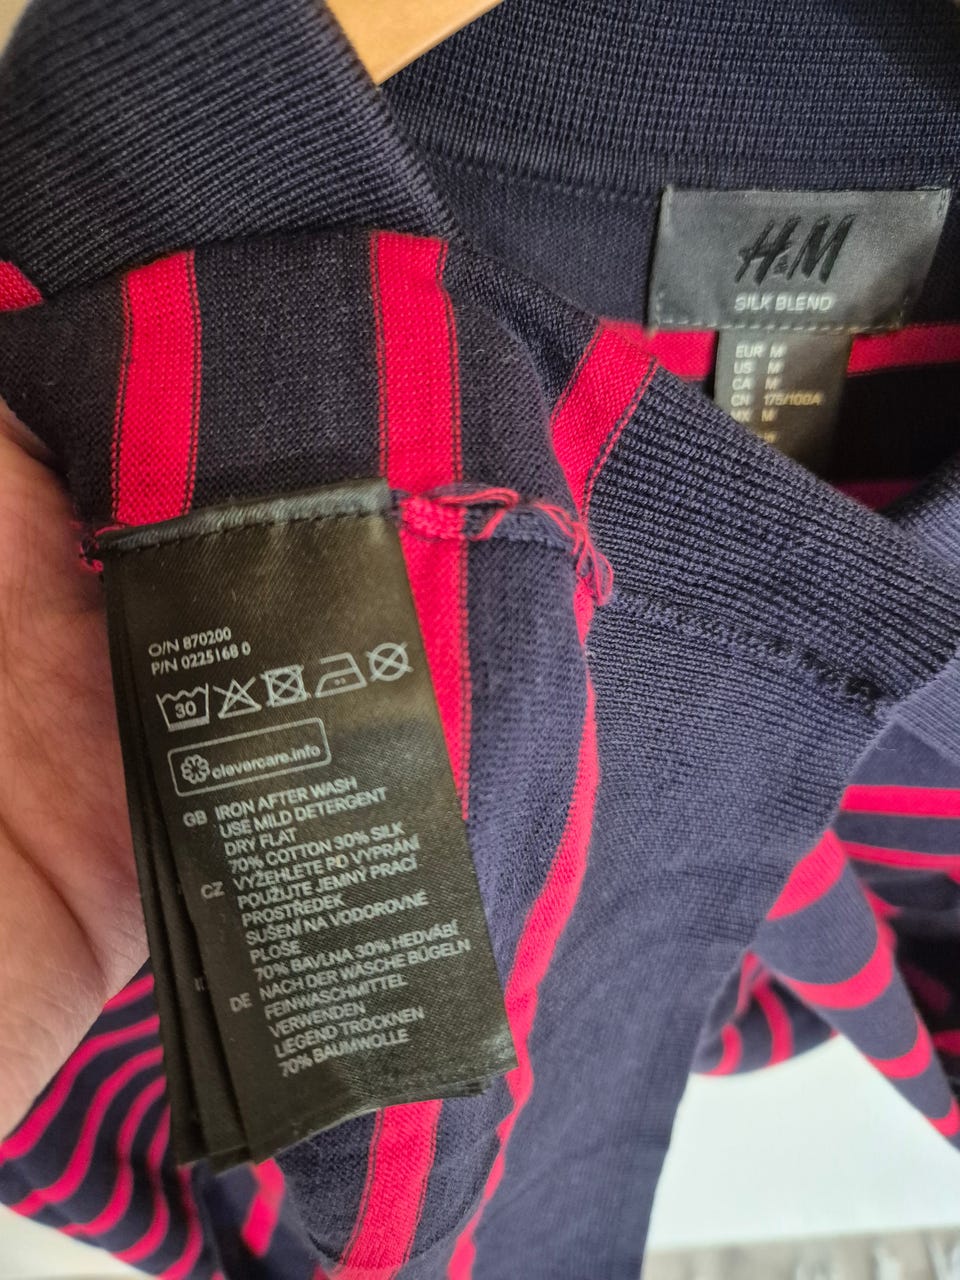 H&M
SILK BLEND
EUR M
US M
CA M
CN 175/100A
MX M
O/N 870200
P/N 0225168 0
30
clevercare.info
GB IRON AFTER WASH
USE MILD DETERGENT
DRY FLAT
70% COTTON 30% SILK
CZ VYŽEHLETE PO VYPRÁNÍ
POUŽIJTE JEMNÝ PRACÍ
PROSTŘEDEK
SUŠENÍ NA VODOROVNÉ
PLOŠE
70% BAVLNA 30% HEDVÁBÍ
DE NACH DER WÄSCHE BÜGELN
FEINWASCHMITTEL
VERWENDEN
LIEGEND TROCKNEN
70% BAUMWOLLE